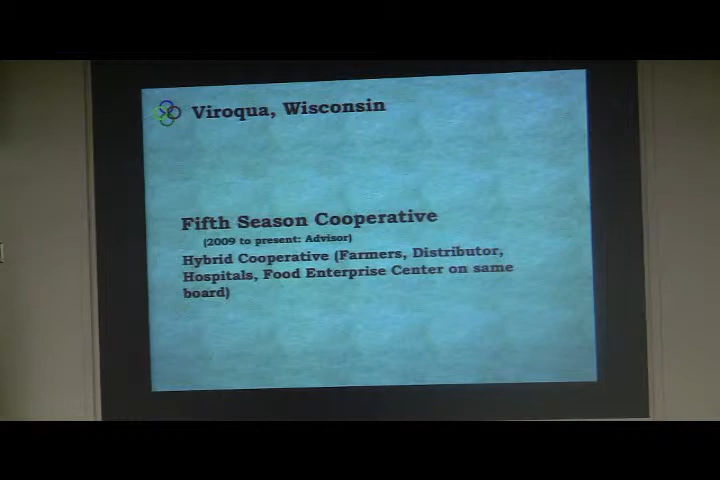 Viroqua, Wisconsin
Fifth Season Cooperative
(2009 to present: Advisor)
Hybrid Cooperative (Farmers, Distributor,
Hospitals, Food Enterprise Center on same
board)